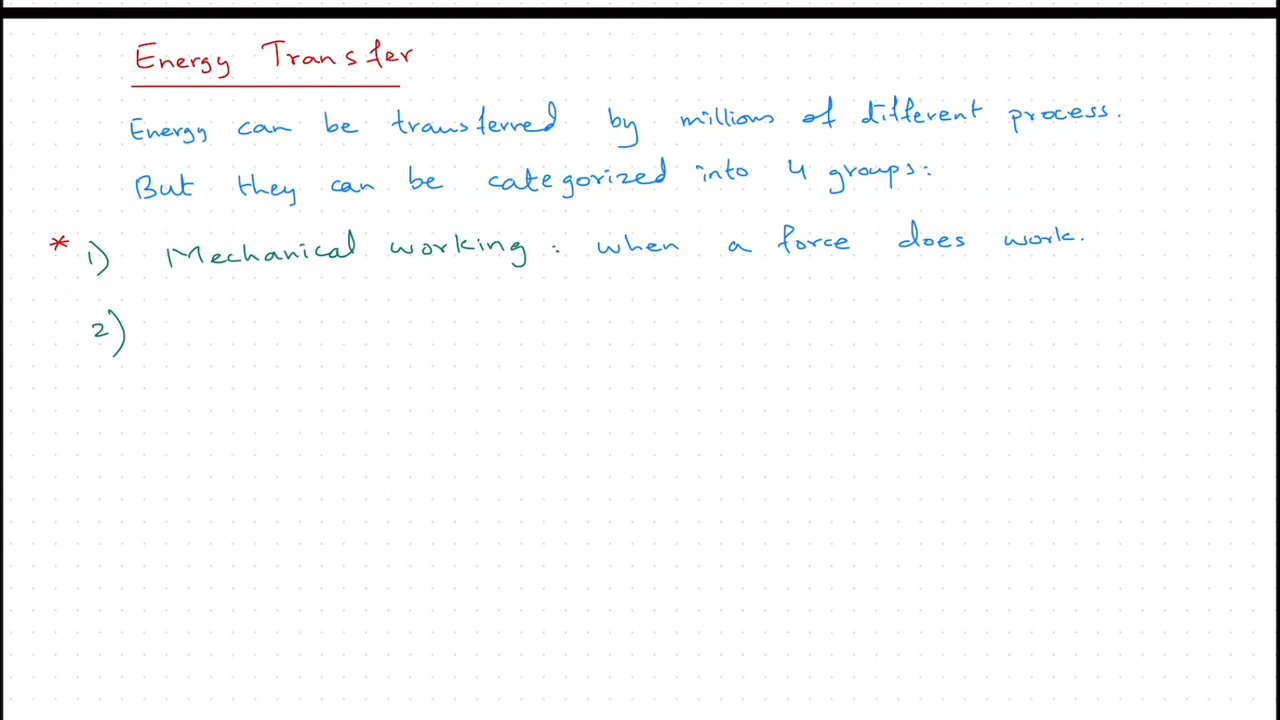 Energy Transfer
Energy can be transferred by millions of different process.
But they can be categorized into 4 groups:
* 1) Mechanical working : when a force does work.
2)